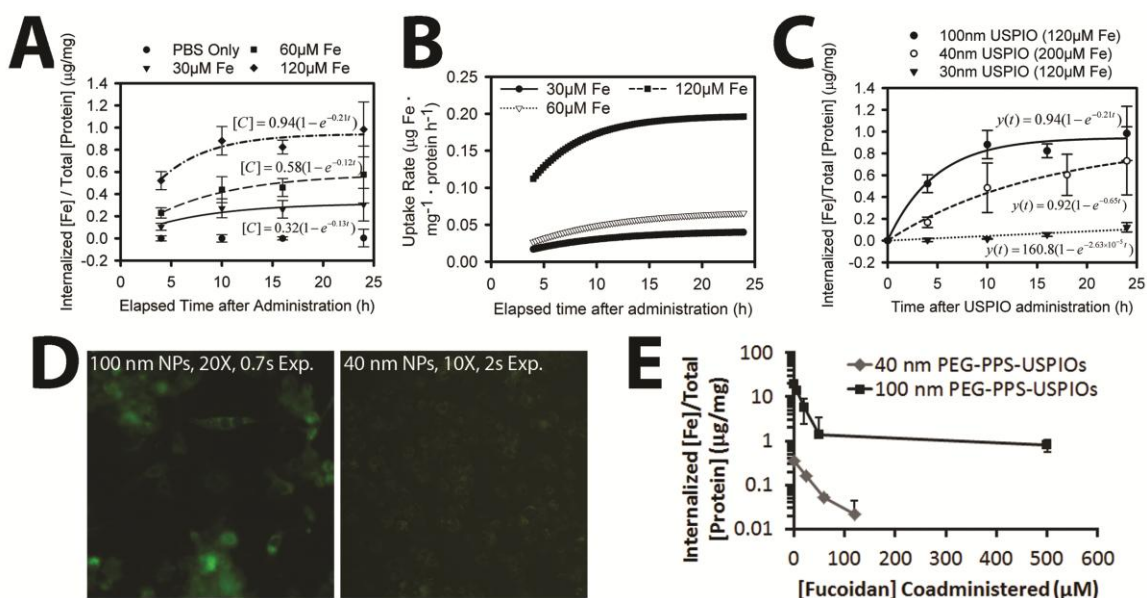 A
PBS Only
60µM Fe
30µM Fe
120µM Fe
Internalized [Fe] / Total [Protein] (µg/mg)
1.4
1.2
1.0
0.8
0.6
0.4
0.2
0.0
-0.2
[C] = 0.94(1−e^-0.21t)
[C] = 0.58(1−e^-0.12t)
[C] = 0.32(1−e^-0.13t)
0 5 10 15 20 25
Elapsed Time after Administration (h)
B
30µM Fe
120µM Fe
60µM Fe
Uptake Rate (µg Fe ·
mg⁻¹ · protein h⁻¹)
0.25
0.20
0.15
0.10
0.05
0.00
0 5 10 15 20 25
Elapsed time after administration (h)
C
100nm USPIO (120µM Fe)
40nm USPIO (200µM Fe)
30nm USPIO (120µM Fe)
Internalized [Fe]/Total [Protein] (µg/mg)
1.4
1.2
1.0
0.8
0.6
0.4
0.2
0.0
-0.2
y(t) = 0.94(1−e^-0.21t)
y(t) = 0.92(1−e^-0.65t)
y(t) = 160.8(1−e^-2.63×10^-5 t)
0 5 10 15 20 25
Time after USPIO administration (h)
D
100 nm NPs, 20X, 0.7s Exp.
40 nm NPs, 10X, 2s Exp.
E
Internalized [Fe]/Total
[Protein] (µg/mg)
100
10
1
0.1
0.01
40 nm PEG-PPS-USPIOs
100 nm PEG-PPS-USPIOs
0 100 200 300 400 500 600
[Fucoidan] Coadministered (µM)